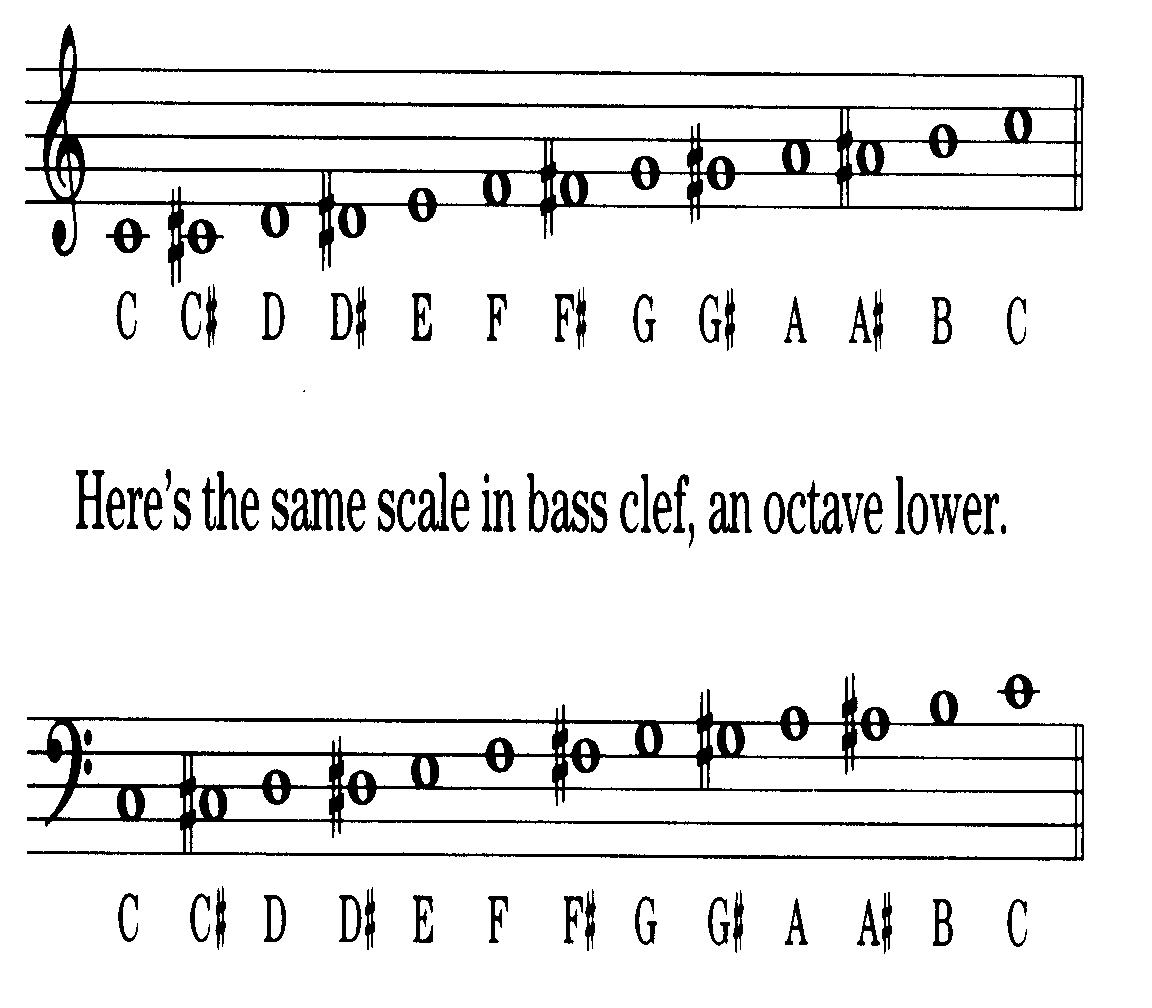 C C♯ D D♯ E F F♯ G G♯ A A♯ B C
Here's the same scale in bass clef, an octave lower.
C C♯ D D♯ E F F♯ G G♯ A A♯ B C